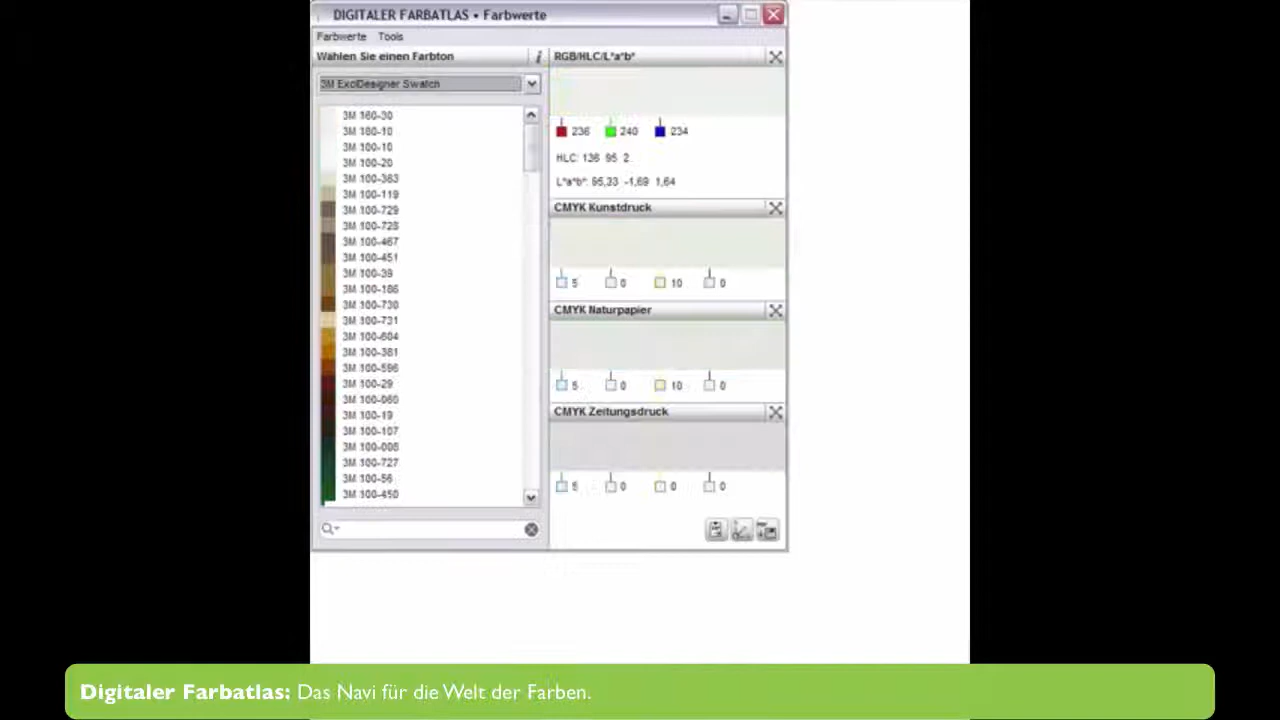 DIGITALER FARBATLAS • Farbwerte
Farbwerte Tools
Wählen Sie einen Farbton i
3M ExclDesigner Swatch
3M 160-30
3M 180-10
3M 100-10
3M 100-20
3M 100-363
3M 100-119
3M 100-729
3M 100-728
3M 100-467
3M 100-451
3M 100-39
3M 100-186
3M 100-730
3M 100-731
3M 100-604
3M 100-381
3M 100-596
3M 100-29
3M 100-960
3M 100-19
3M 100-107
3M 100-008
3M 100-727
3M 100-56
3M 100-450
RGB/HLC/L*a*b*
236 240 234
HLC: 136 95 2
L*a*b*: 95,33 -1,69 1,64
CMYK Kunstdruck
5 0 10 0
CMYK Naturpapier
5 0 10 0
CMYK Zeitungsdruck
5 0 0 0
Digitaler Farbatlas: Das Navi für die Welt der Farben.